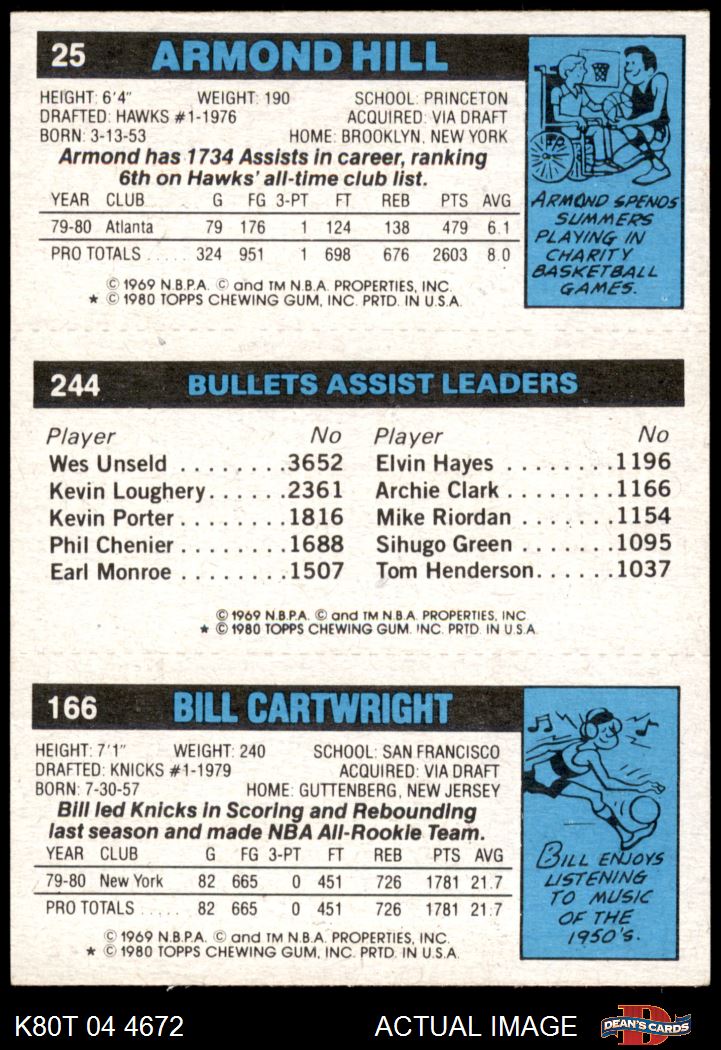 25 ARMOND HILL
HEIGHT: 6'4" WEIGHT: 190 SCHOOL: PRINCETON
DRAFTED: HAWKS #1-1976 ACQUIRED: VIA DRAFT
BORN: 3-13-53 HOME: BROOKLYN, NEW YORK
Armond has 1734 Assists in career, ranking
6th on Hawks' all-time club list.
YEAR CLUB G FG 3-PT FT REB PTS AVG
79-80 Atlanta 79 176 1 124 138 479 6.1
PRO TOTALS ..... 324 951 1 698 676 2603 8.0
© 1969 N.B.P.A. © and TM N.B.A. PROPERTIES, INC.
★ © 1980 TOPPS CHEWING GUM, INC. PRTD. IN U.S.A.
ARMOND SPENDS
SUMMERS
PLAYING IN
CHARITY
BASKETBALL
GAMES.
244 BULLETS ASSIST LEADERS
Player No Player No
Wes Unseld ........3652 Elvin Hayes ........1196
Kevin Loughery......2361 Archie Clark ........1166
Kevin Porter ........1816 Mike Riordan .......1154
Phil Chenier ........1688 Sihugo Green ......1095
Earl Monroe ........1507 Tom Henderson......1037
© 1969 N.B.P.A. © and TM N.B.A. PROPERTIES, INC
★ © 1980 TOPPS CHEWING GUM. INC. PRTD. IN U.S.A
166 BILL CARTWRIGHT
HEIGHT: 7'1" WEIGHT: 240 SCHOOL: SAN FRANCISCO
DRAFTED: KNICKS #1-1979 ACQUIRED: VIA DRAFT
BORN: 7-30-57 HOME: GUTTENBERG, NEW JERSEY
Bill led Knicks in Scoring and Rebounding
last season and made NBA All-Rookie Team.
YEAR CLUB G FG 3-PT FT REB PTS AVG
79-80 New York 82 665 0 451 726 1781 21.7
PRO TOTALS ..... 82 665 0 451 726 1781 21.7
© 1969 N.B.P.A. © and TM N.B.A. PROPERTIES, INC.
★ © 1980 TOPPS CHEWING GUM, INC. PRTD. IN U.S.A.
BILL ENJOYS
LISTENING
TO MUSIC
OF THE
1950's.
K80T 04 4672 ACTUAL IMAGE DEAN'S CARDS